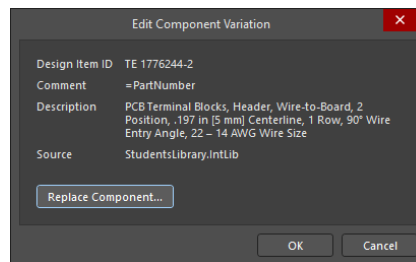 Edit Component Variation
Design Item ID TE 1776244-2
Comment =PartNumber
Description PCB Terminal Blocks, Header, Wire-to-Board, 2
Position, .197 in [5 mm] Centerline, 1 Row, 90° Wire
Entry Angle, 22 – 14 AWG Wire Size
Source StudentsLibrary.IntLib
Replace Component...
OK Cancel